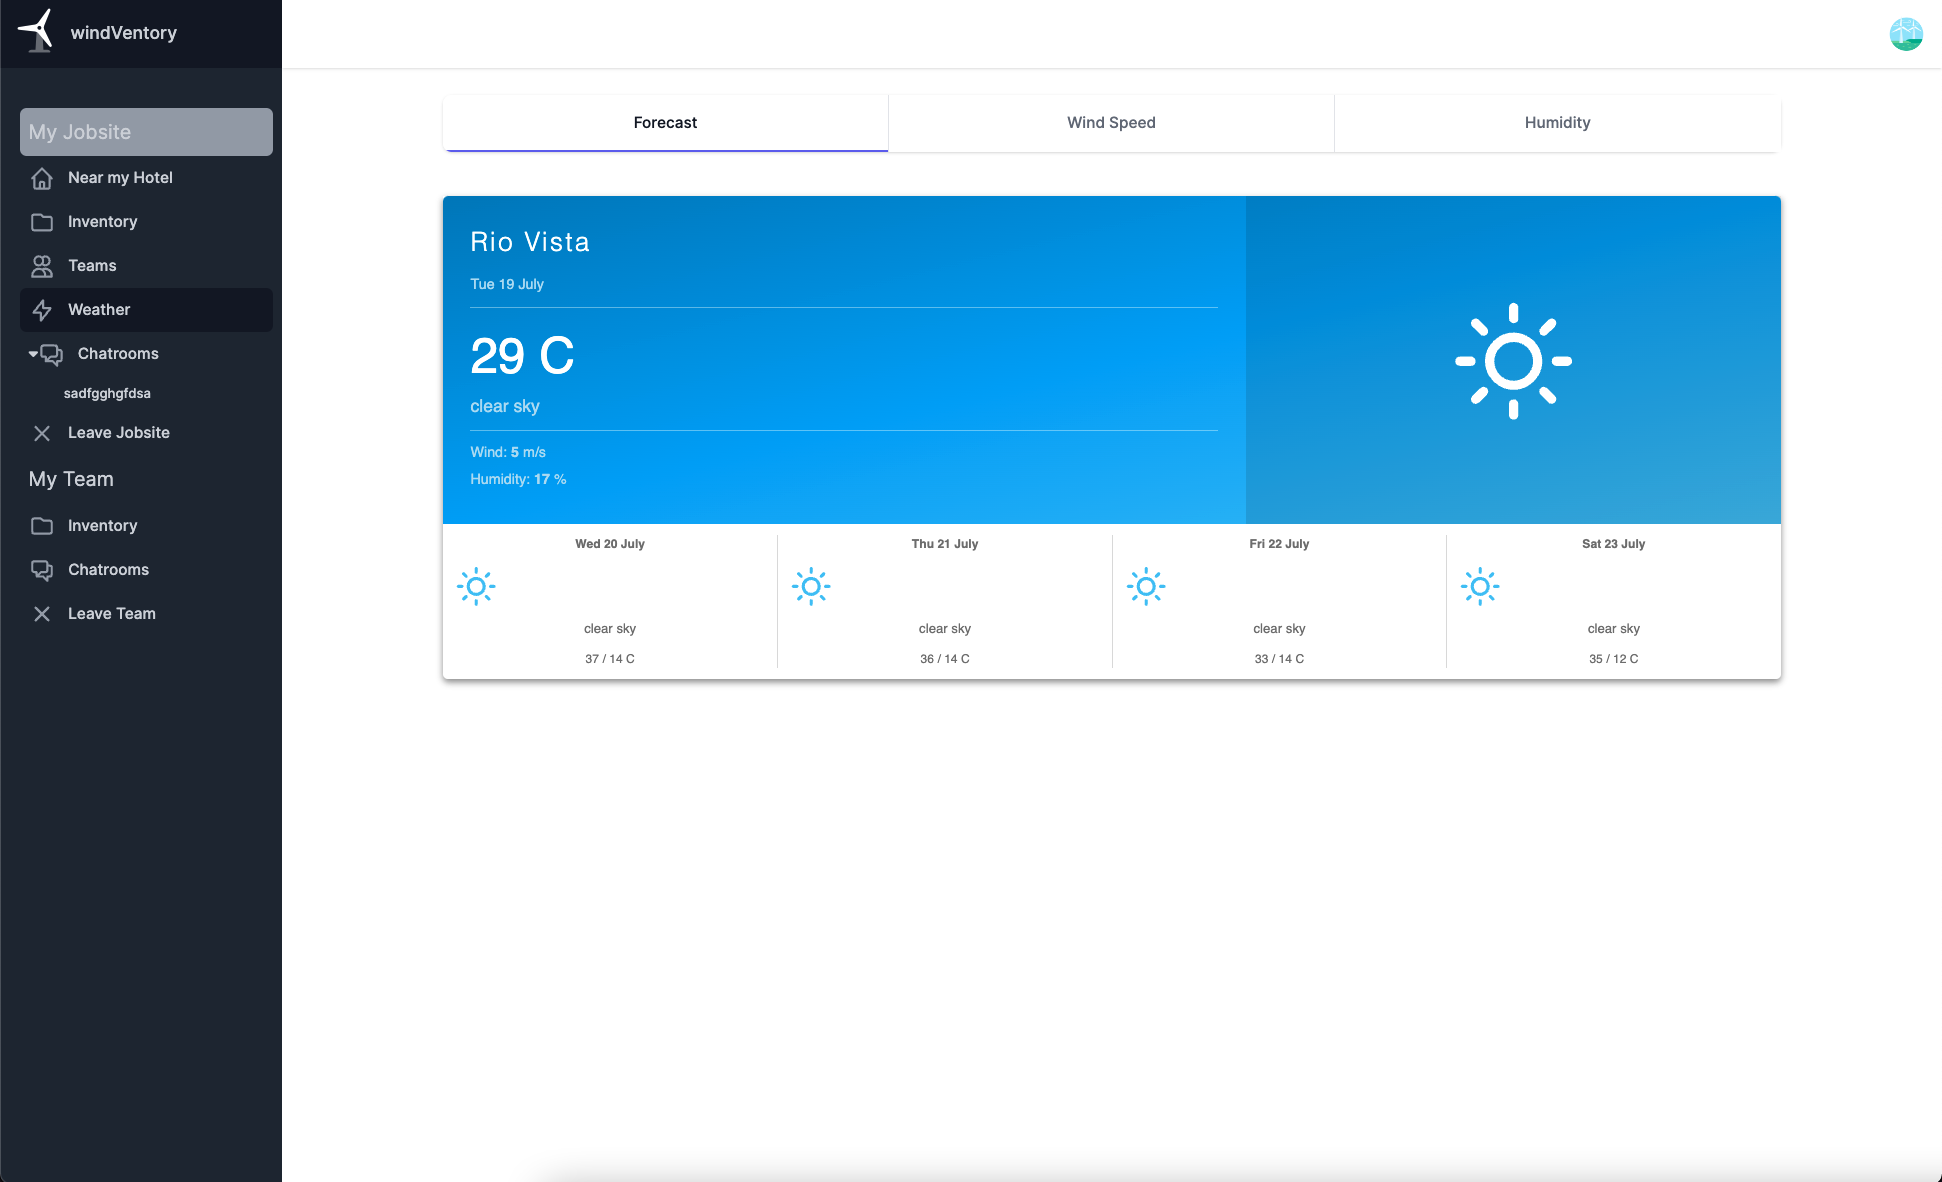 windVentory
My Jobsite
Near my Hotel
Inventory
Teams
Weather
Chatrooms
sadfgghgfdsa
Leave Jobsite
My Team
Inventory
Chatrooms
Leave Team
Forecast
Wind Speed
Humidity
Rio Vista
Tue 19 July
29 C
clear sky
Wind: 5 m/s
Humidity: 17 %
Wed 20 July
clear sky
37 / 14 C
Thu 21 July
clear sky
36 / 14 C
Fri 22 July
clear sky
33 / 14 C
Sat 23 July
clear sky
35 / 12 C